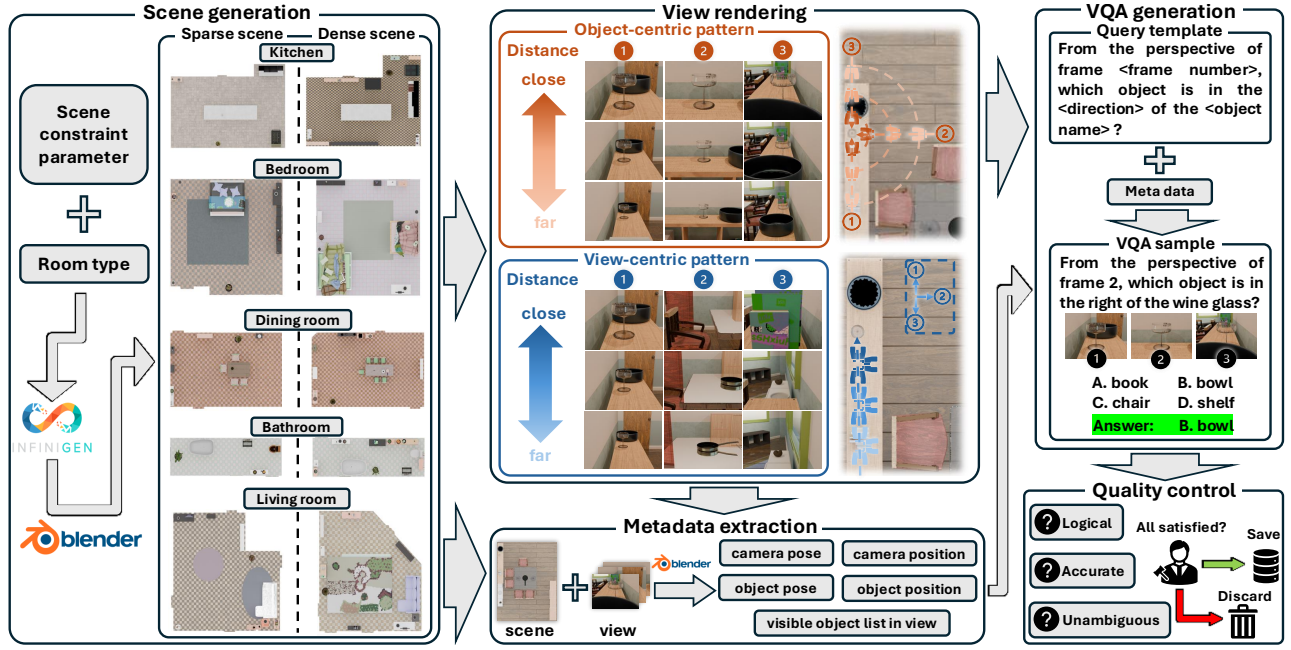 Scene generation
Sparse scene
Dense scene
Kitchen
Bedroom
Dining room
Bathroom
Living room
Scene
constraint
parameter
Room type
INFINIGEN
blender
View rendering
Object-centric pattern
Distance
1
2
3
close
far
3
2
1
View-centric pattern
Distance
1
2
3
close
far
1
2
3
Metadata extraction
scene
view
blender
camera pose
camera position
object pose
object position
visible object list in view
VQA generation
Query template
From the perspective of
frame <frame number>,
which object is in the
<direction> of the <object
name> ?
Meta data
VQA sample
From the perspective of
frame 2, which object is in
the right of the wine glass?
1
2
3
A. book
B. bowl
C. chair
D. shelf
Answer: B. bowl
Quality control
? Logical
? Accurate
? Unambiguous
All satisfied?
Save
Discard